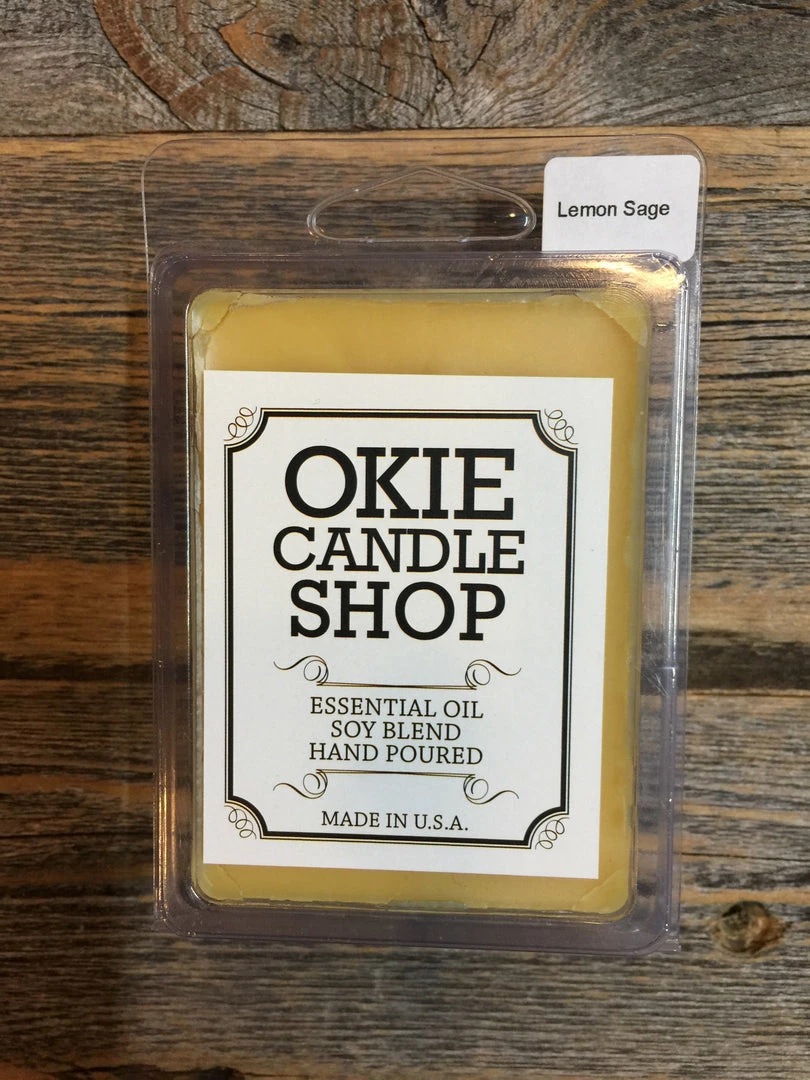 Lemon Sage
OKIE
CANDLE
SHOP
ESSENTIAL OIL
SOY BLEND
HAND POURED
MADE IN U.S.A.